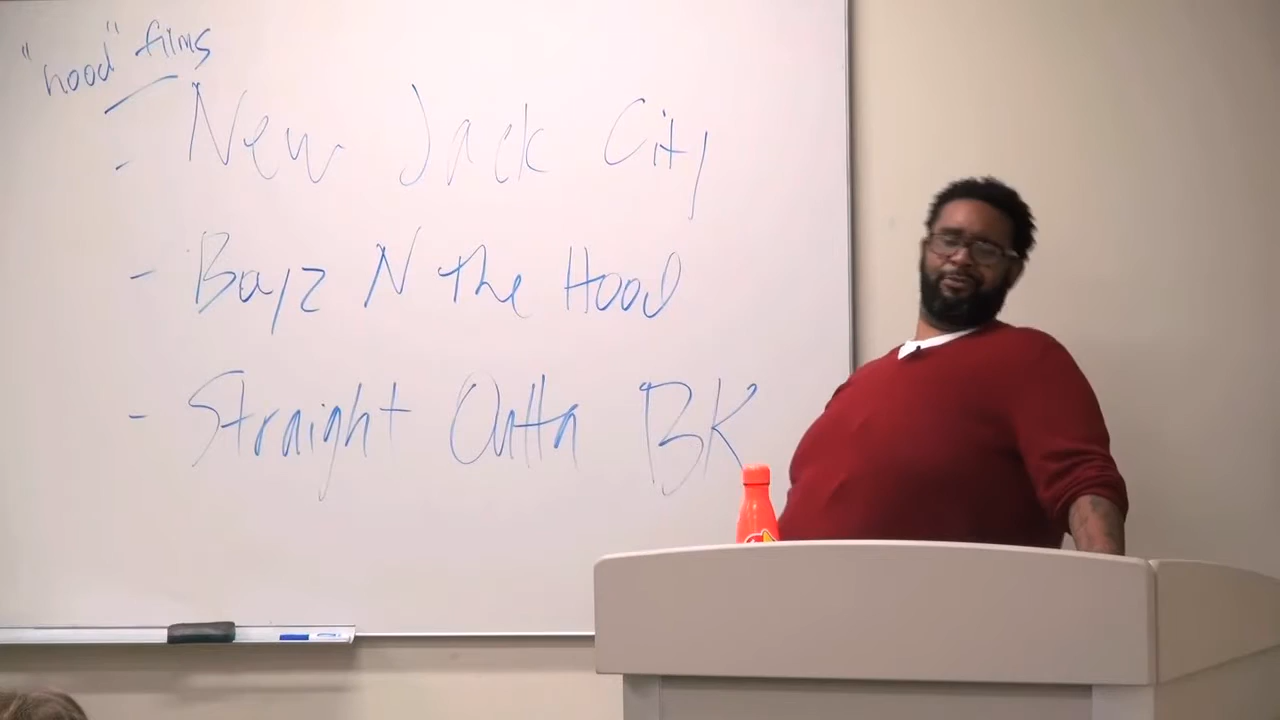 "hood" films
- New Jack City
- Boyz N the Hood
- Straight Outta BK